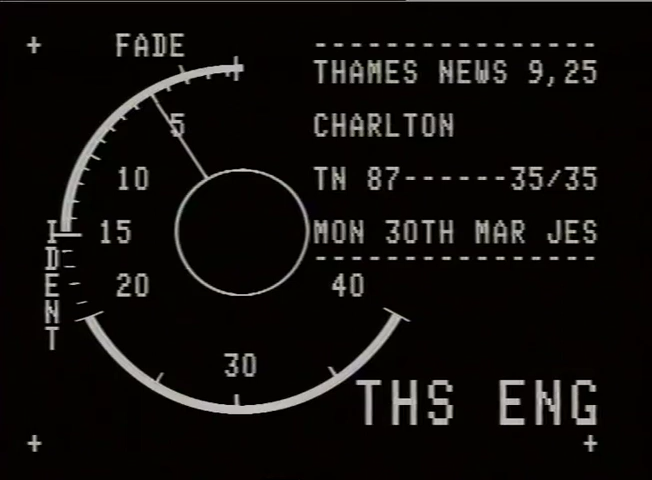 FADE
THAMES NEWS 9,25
5
CHARLTON
10
TN 87------35/35
15
MON 30TH MAR JES
IDENT
20
40
30
THS ENG